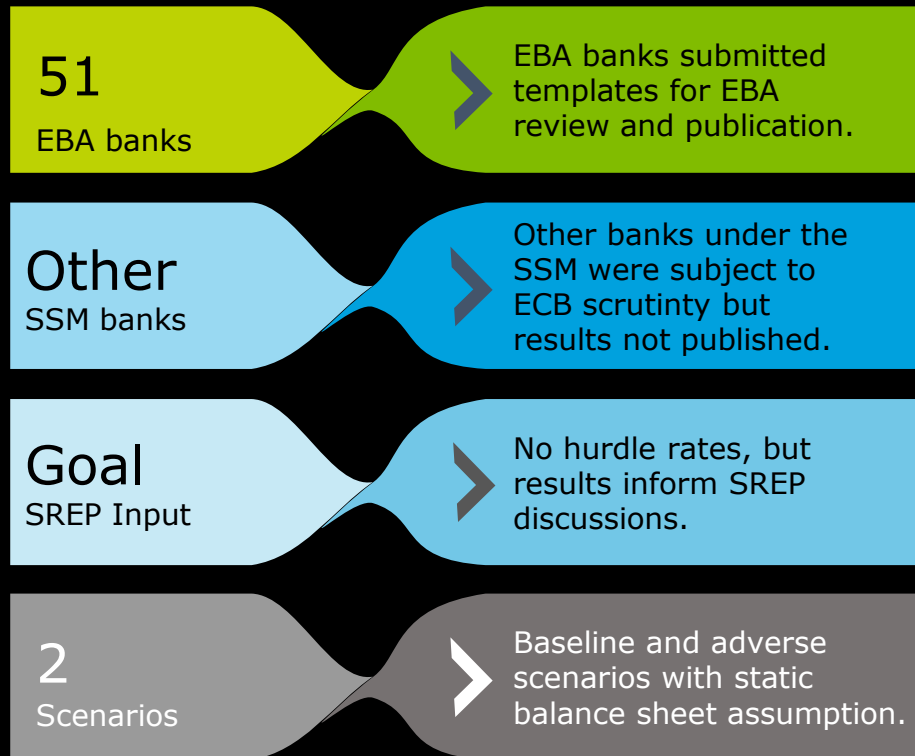 51
EBA banks
EBA banks submitted
templates for EBA
review and publication.
Other
SSM banks
Other banks under the
SSM were subject to
ECB scrutinty but
results not published.
Goal
SREP Input
No hurdle rates, but
results inform SREP
discussions.
2
Scenarios
Baseline and adverse
scenarios with static
balance sheet assumption.